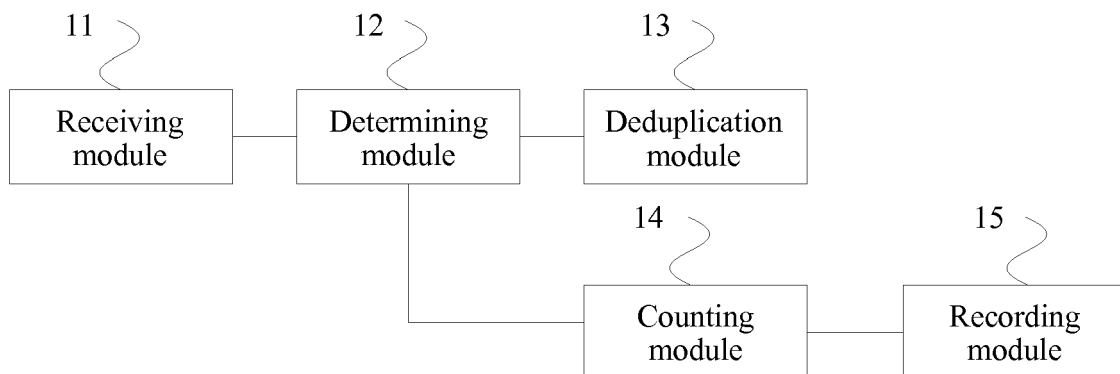 11
12
13
Receiving
module
Determining
module
Deduplication
module
14
15
Counting
module
Recording
module